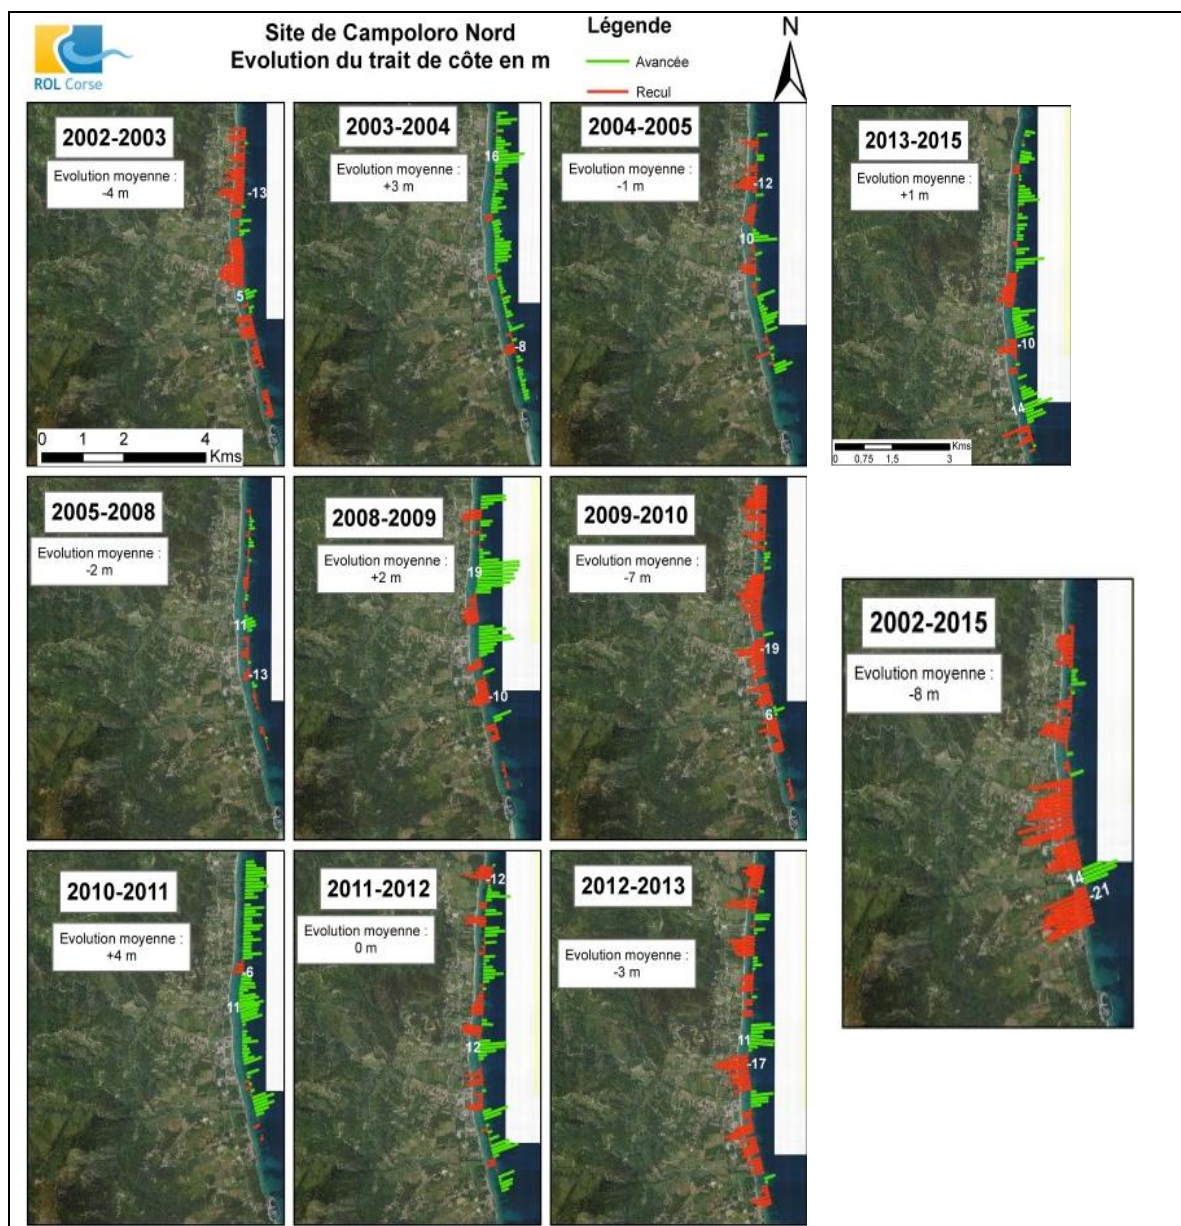 ROL Corse
Site de Campoloro Nord
Evolution du trait de côte en m
Légende
Avancée
Recul
N
2002-2003
Evolution moyenne :
-4 m
-13
5
0 1 2 4
Kms
2003-2004
Evolution moyenne :
+3 m
16
-8
2004-2005
Evolution moyenne :
-1 m
-12
10
2013-2015
Evolution moyenne :
+1 m
-10
14
Kms
0 0,75 1,5 3
2005-2008
Evolution moyenne :
-2 m
11
-13
2008-2009
Evolution moyenne :
+2 m
19
-10
2009-2010
Evolution moyenne :
-7 m
-19
6
2002-2015
Evolution moyenne :
-8 m
14
-21
2010-2011
Evolution moyenne :
+4 m
-6
11
2011-2012
Evolution moyenne :
0 m
-12
12
2012-2013
Evolution moyenne :
-3 m
11
-17